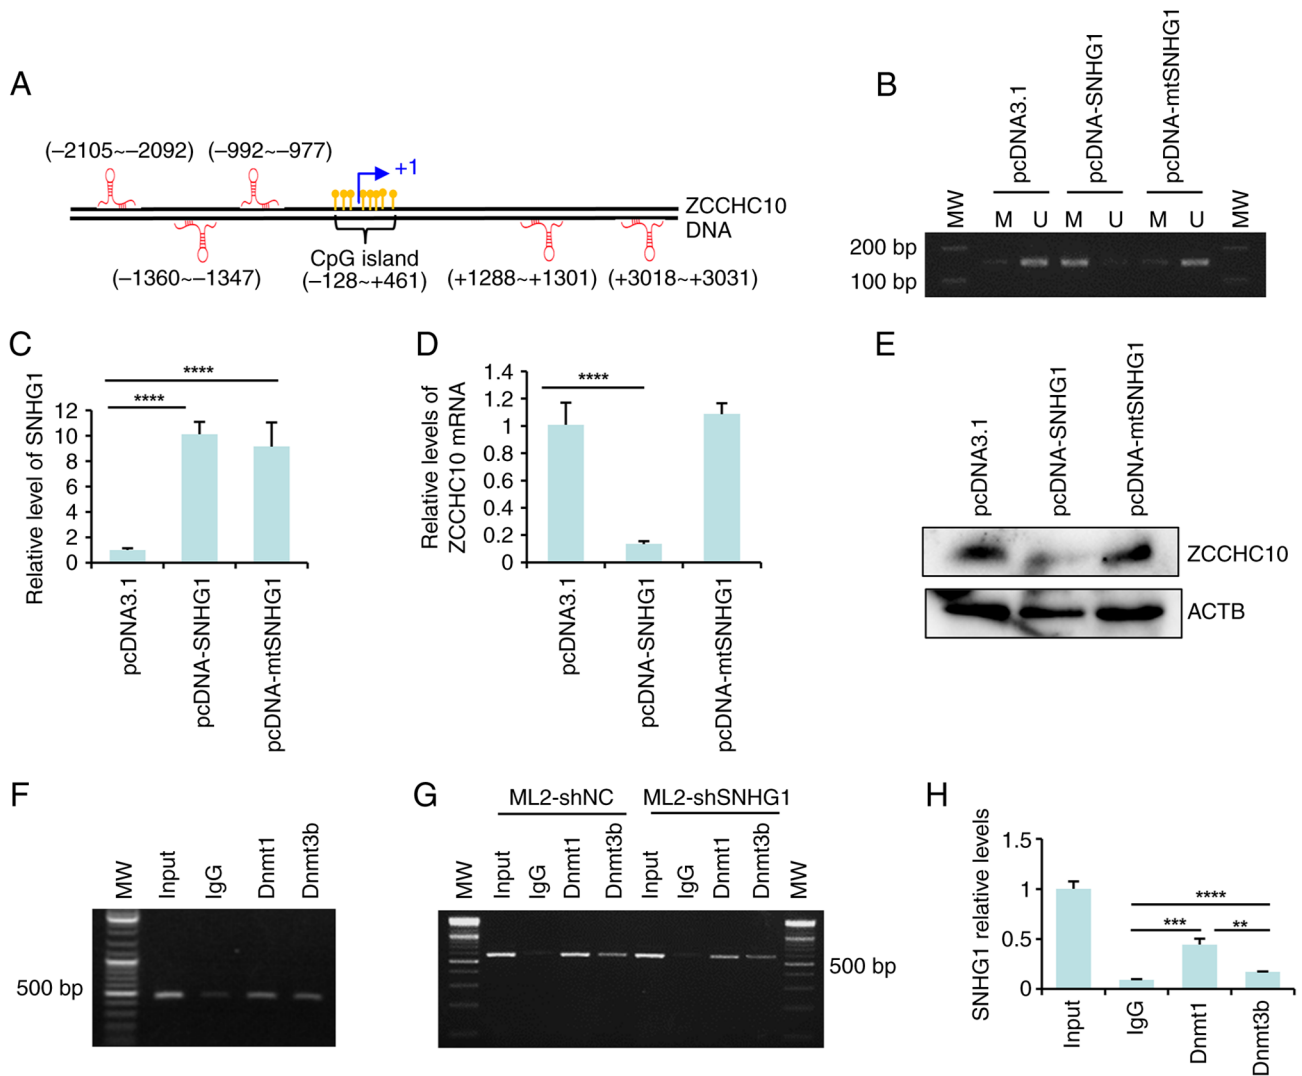 A
(−2105~−2092) (−992~−977)
+1
ZCCHC10
DNA
CpG island
(−1360~−1347) (−128~+461) (+1288~+1301) (+3018~+3031)
B
pcDNA3.1
pcDNA-SNHG1
pcDNA-mtSNHG1
MW M U M U M U MW
200 bp
100 bp
C
Relative level of SNHG1
****
****
12
10
8
6
4
2
0
pcDNA3.1
pcDNA-SNHG1
pcDNA-mtSNHG1
D
Relative levels of
ZCCHC10 mRNA
****
1.4
1.2
1
0.8
0.6
0.4
0.2
0
pcDNA3.1
pcDNA-SNHG1
pcDNA-mtSNHG1
E
pcDNA3.1
pcDNA-SNHG1
pcDNA-mtSNHG1
ZCCHC10
ACTB
F
MW
Input
IgG
Dnmt1
Dnmt3b
500 bp
G
ML2-shNC ML2-shSNHG1
MW
Input
IgG
Dnmt1
Dnmt3b
Input
IgG
Dnmt1
Dnmt3b
MW
500 bp
H
SNHG1 relative levels
1.5
1
0.5
0
****
*** **
Input
IgG
Dnmt1
Dnmt3b